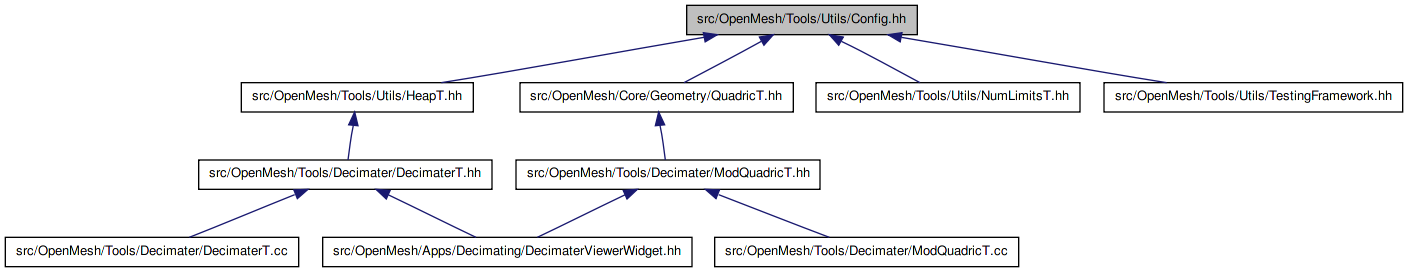 src/OpenMesh/Tools/Utils/Config.hh
src/OpenMesh/Tools/Utils/HeapT.hh
src/OpenMesh/Core/Geometry/QuadricT.hh
src/OpenMesh/Tools/Utils/NumLimitsT.hh
src/OpenMesh/Tools/Utils/TestingFramework.hh
src/OpenMesh/Tools/Decimater/DecimaterT.hh
src/OpenMesh/Tools/Decimater/ModQuadricT.hh
src/OpenMesh/Tools/Decimater/DecimaterT.cc
src/OpenMesh/Apps/Decimating/DecimaterViewerWidget.hh
src/OpenMesh/Tools/Decimater/ModQuadricT.cc